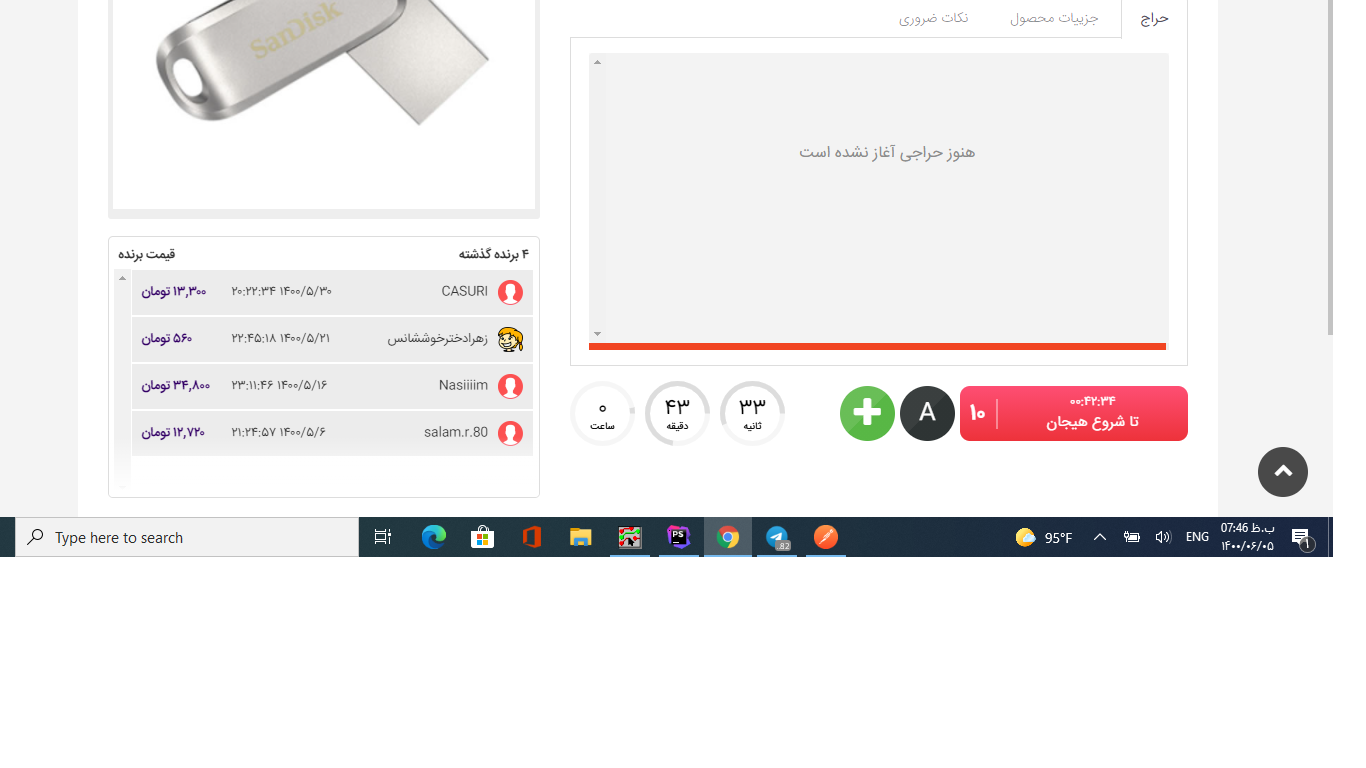 SanDisk
حراج
جزییات محصول
نکات ضروری
هنوز حراجی آغاز نشده است
۱۰
۰۰:۴۲:۳۴
تا شروع هیجان
A
۳۳
ثانیه
۴۳
دقیقه
۰
ساعت
۴ برنده گذشته قیمت برنده
CASURI ۱۴۰۰/۵/۳۰ ۲۰:۲۲:۳۴ ۱۳,۳۰۰ تومان
زهرادخترخوششانس ۱۴۰۰/۵/۲۱ ۲۲:۴۵:۱۸ ۵۶۰ تومان
Nasiiiim ۱۴۰۰/۵/۱۶ ۲۳:۱۱:۴۶ ۳۴,۸۰۰ تومان
salam.r.80 ۱۴۰۰/۵/۶ ۲۱:۲۴:۵۷ ۱۲,۷۲۰ تومان
Type here to search
PS
82
95°F
ENG
07:46 ب.ظ
۱۴۰۰/۰۶/۰۵
۱